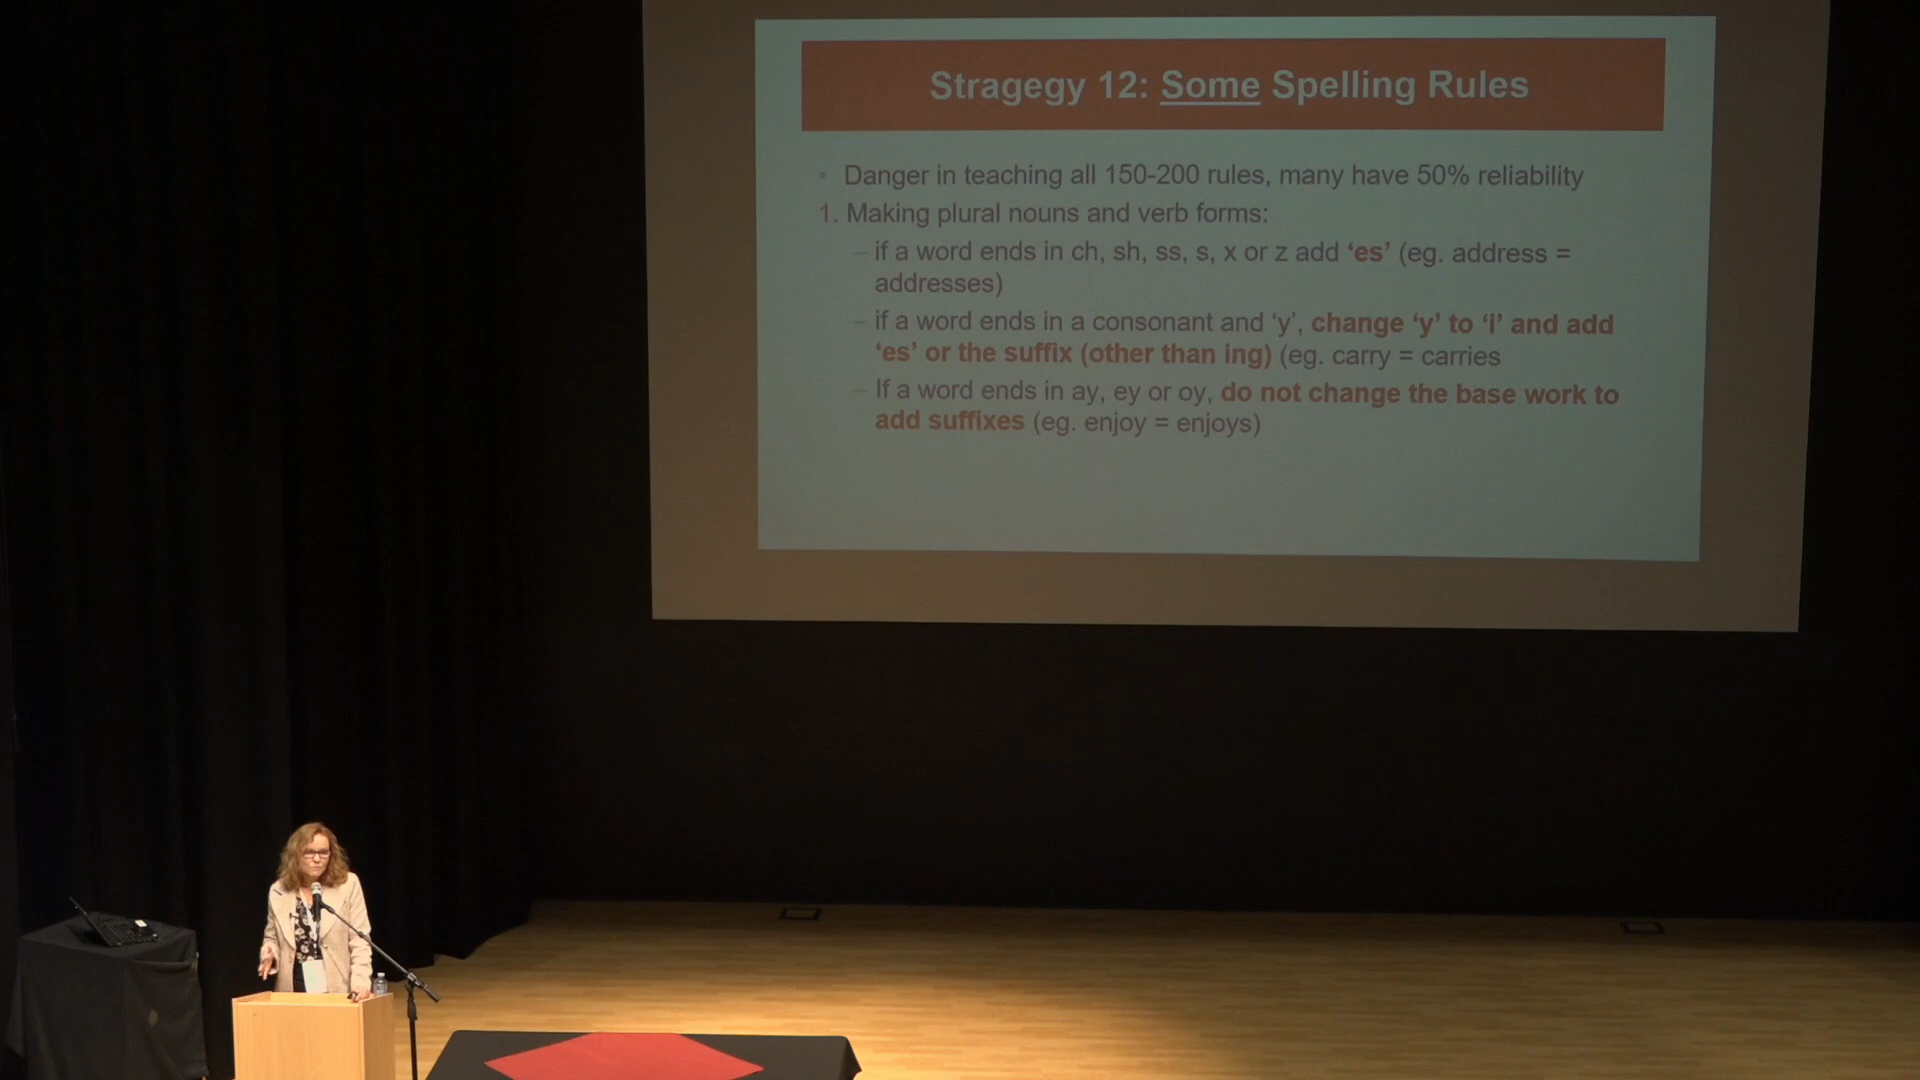 Stragegy 12: Some Spelling Rules
• Danger in teaching all 150-200 rules, many have 50% reliability
1. Making plural nouns and verb forms:
– if a word ends in ch, sh, ss, s, x or z add ‘es’ (eg. address =
addresses)
– if a word ends in a consonant and ‘y’, change ‘y’ to ‘i’ and add
‘es’ or the suffix (other than ing) (eg. carry = carries
– If a word ends in ay, ey or oy, do not change the base work to
add suffixes (eg. enjoy = enjoys)